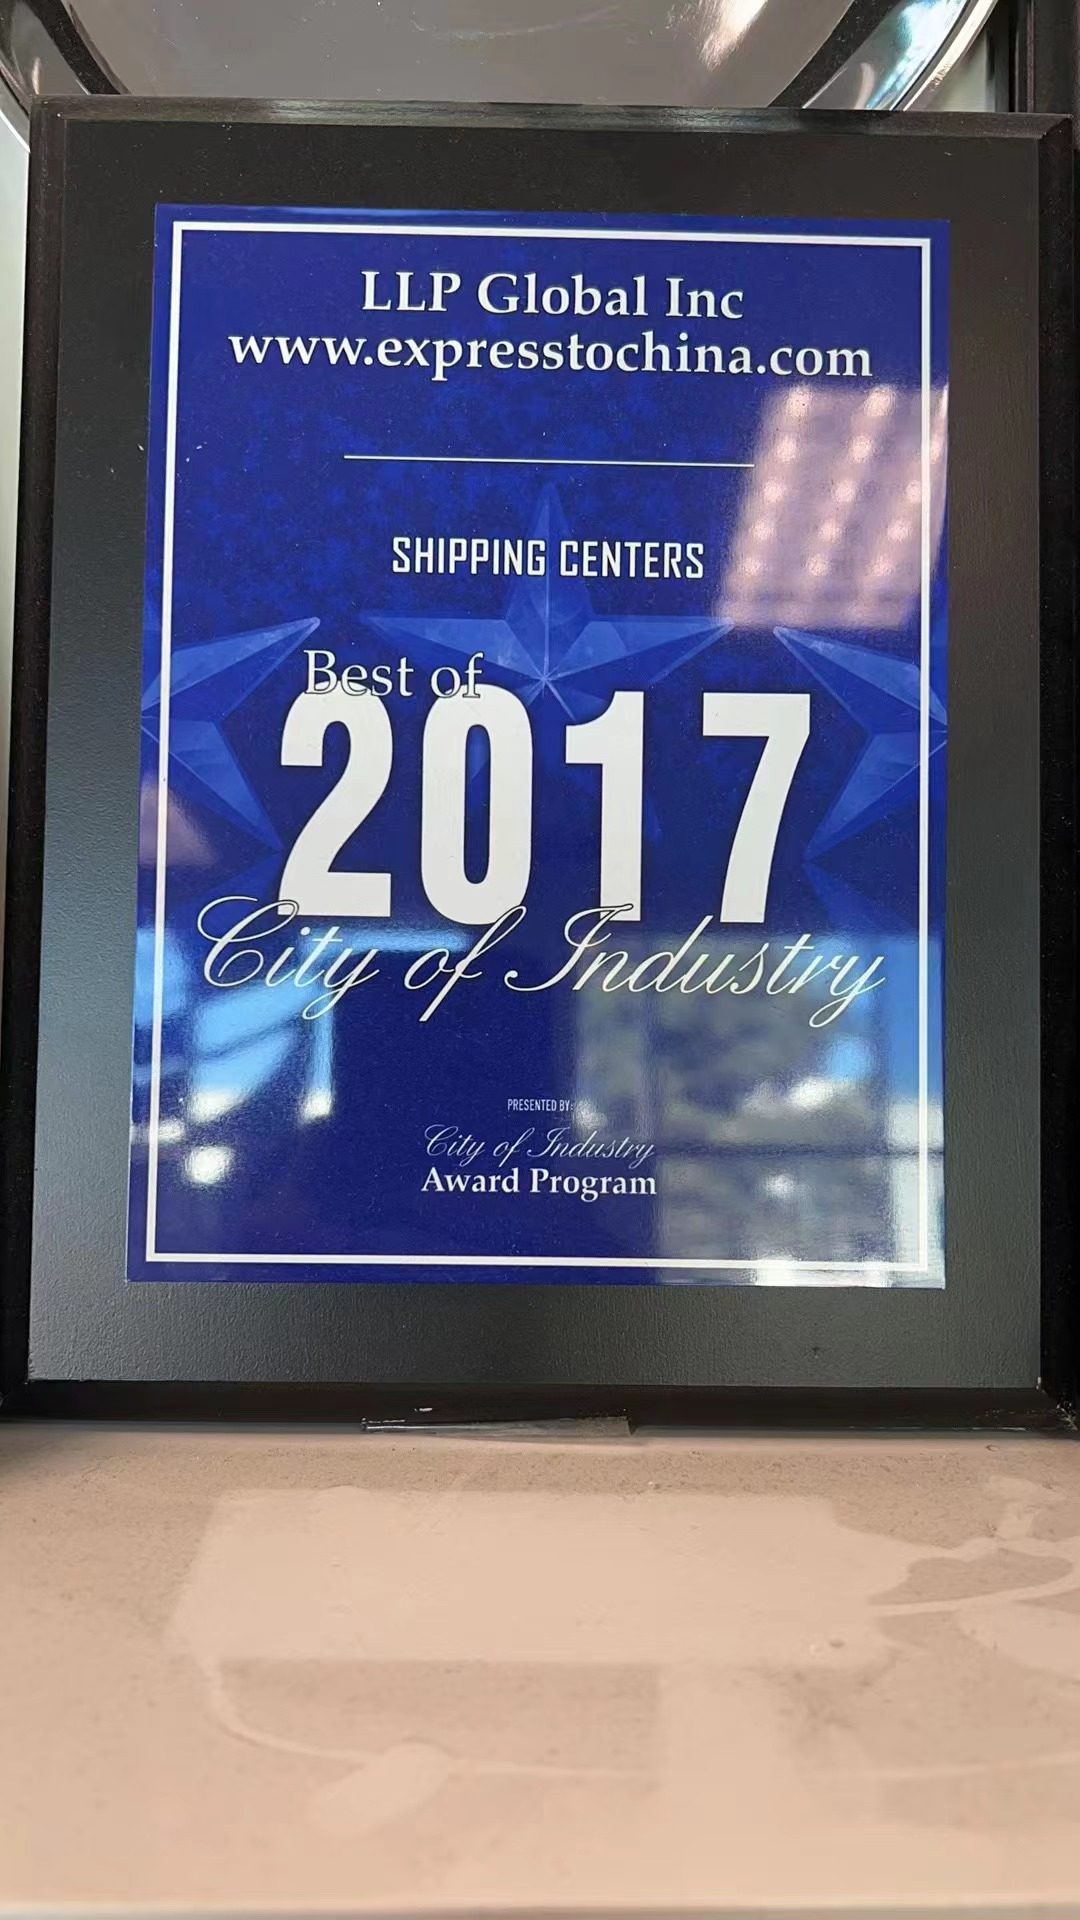 LLP Global Inc
www.expresstochina.com
SHIPPING CENTERS
Best of
2017
City of Industry
PRESENTED BY:
City of Industry
Award Program